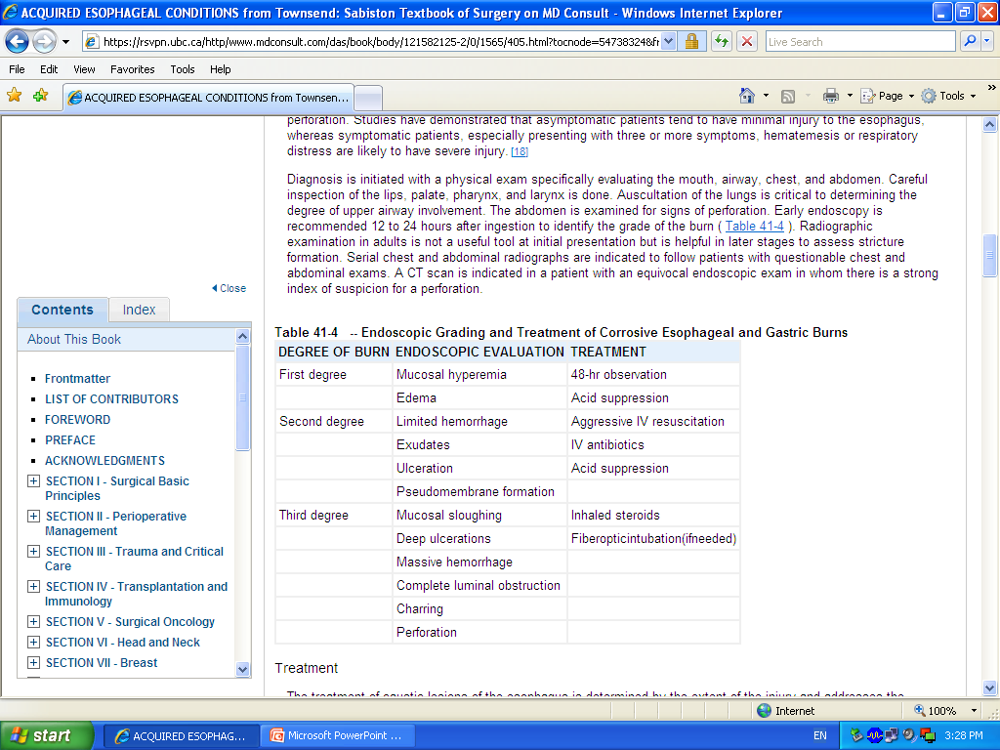 ACQUIRED ESOPHAGEAL CONDITIONS from Townsend: Sabiston Textbook of Surgery on MD Consult - Windows Internet Explorer
https://rsvpn.ubc.ca/http/www.mdconsult.com/das/book/body/121582125-2/0/1565/405.html?tocnode=54738324&fr
Live Search
File Edit View Favorites Tools Help
ACQUIRED ESOPHAGEAL CONDITIONS from Townsen...
Page Tools
perforation. Studies have demonstrated that asymptomatic patients tend to have minimal injury to the esophagus,
whereas symptomatic patients, especially presenting with three or more symptoms, hematemesis or respiratory
distress are likely to have severe injury. [18]
Diagnosis is initiated with a physical exam specifically evaluating the mouth, airway, chest, and abdomen. Careful
inspection of the lips, palate, pharynx, and larynx is done. Auscultation of the lungs is critical to determining the
degree of upper airway involvement. The abdomen is examined for signs of perforation. Early endoscopy is
recommended 12 to 24 hours after ingestion to identify the grade of the burn ( Table 41-4 ). Radiographic
examination in adults is not a useful tool at initial presentation but is helpful in later stages to assess stricture
formation. Serial chest and abdominal radiographs are indicated to follow patients with questionable chest and
abdominal exams. A CT scan is indicated in a patient with an equivocal endoscopic exam in whom there is a strong
index of suspicion for a perforation.
Close
Contents Index
About This Book
Frontmatter
LIST OF CONTRIBUTORS
FOREWORD
PREFACE
ACKNOWLEDGMENTS
SECTION I - Surgical Basic
Principles
SECTION II - Perioperative
Management
SECTION III - Trauma and Critical
Care
SECTION IV - Transplantation and
Immunology
SECTION V - Surgical Oncology
SECTION VI - Head and Neck
SECTION VII - Breast
Table 41-4 -- Endoscopic Grading and Treatment of Corrosive Esophageal and Gastric Burns
DEGREE OF BURN ENDOSCOPIC EVALUATION TREATMENT
First degree Mucosal hyperemia 48-hr observation
Edema Acid suppression
Second degree Limited hemorrhage Aggressive IV resuscitation
Exudates IV antibiotics
Ulceration Acid suppression
Pseudomembrane formation
Third degree Mucosal sloughing Inhaled steroids
Deep ulcerations Fiberopticintubation(ifneeded)
Massive hemorrhage
Complete luminal obstruction
Charring
Perforation
Treatment
The treatment of caustic lesions of the esophagus is determined by the extent of the injury and addresses the
Internet 100%
start ACQUIRED ESOPHAG... Microsoft PowerPoint ... EN 3:28 PM